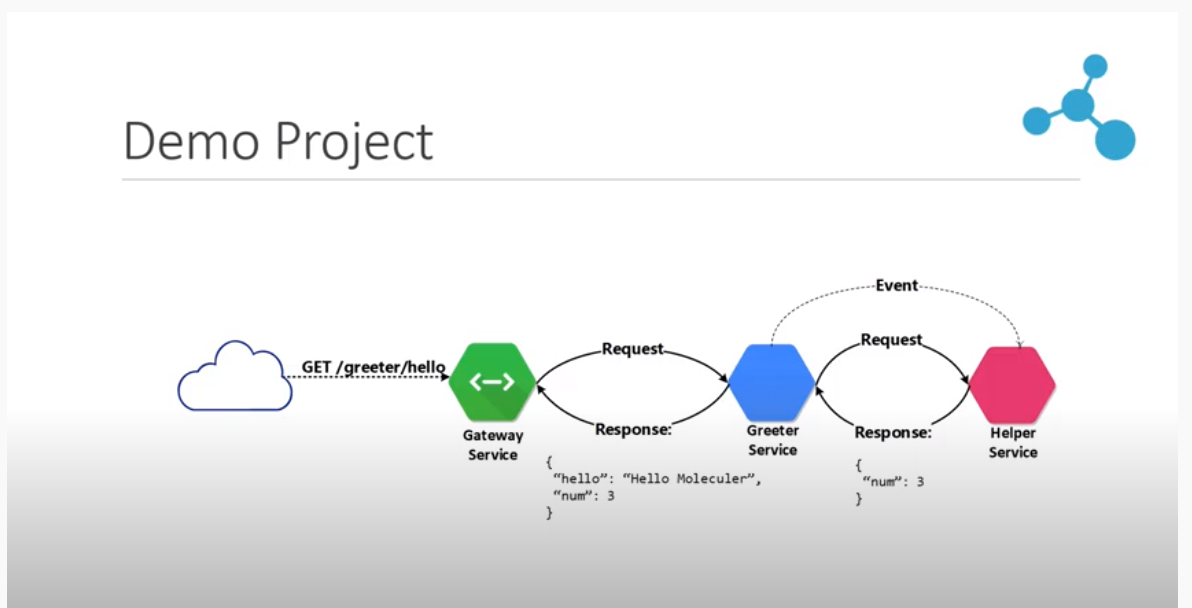 Demo Project
Event
GET /greeter/hello
Request
Request
Response:
Response:
Gateway
Service
Greeter
Service
Helper
Service
{
“hello”: “Hello Moleculer”,
“num”: 3
}
{
“num”: 3
}